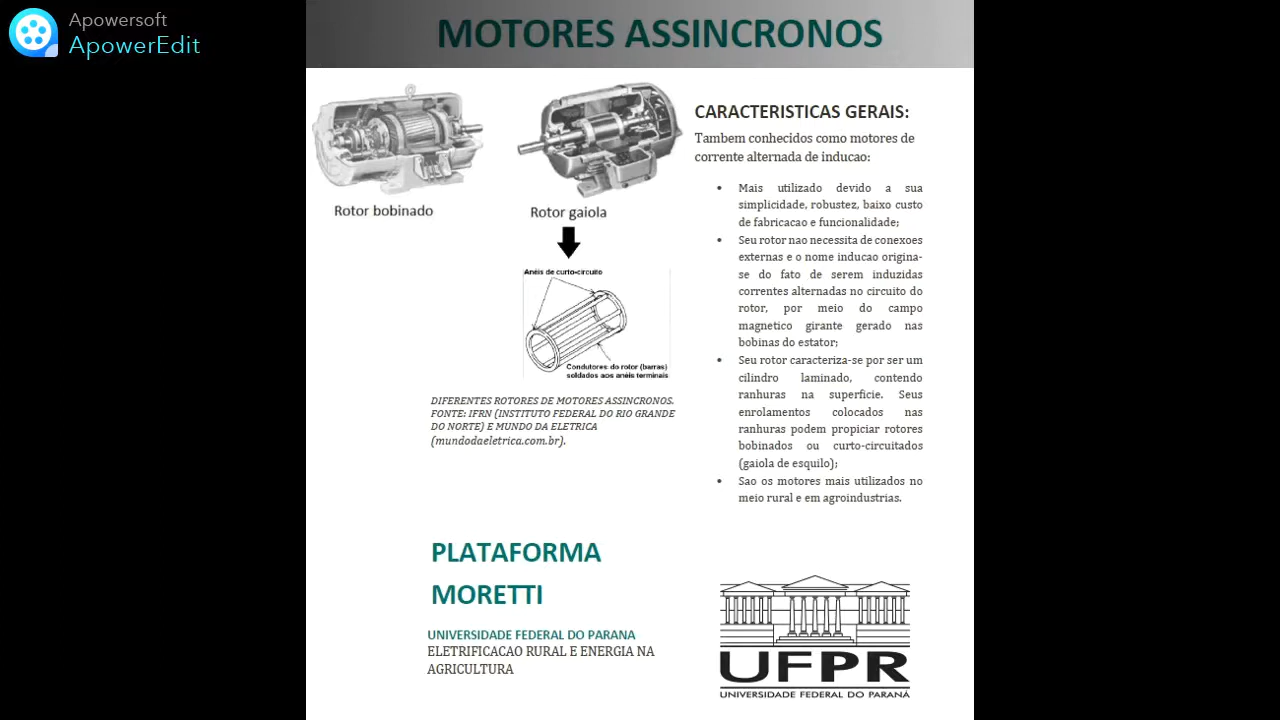 Apowersoft
ApowerEdit
MOTORES ASSINCRONOS
Rotor bobinado
Rotor gaiola
Anéis de curto-circuito
Condutores do rotor (barras)
soldados aos anéis terminais
DIFERENTES ROTORES DE MOTORES ASSINCRONOS.
FONTE: IFRN (INSTITUTO FEDERAL DO RIO GRANDE
DO NORTE) E MUNDO DA ELETRICA
(mundodaeletrica.com.br).
CARACTERISTICAS GERAIS:
Tambem conhecidos como motores de
corrente alternada de inducao:
• Mais utilizado devido a sua
simplicidade, robustez, baixo custo
de fabricacao e funcionalidade;
• Seu rotor nao necessita de conexoes
externas e o nome inducao origina-
se do fato de serem induzidas
correntes alternadas no circuito do
rotor, por meio do campo
magnetico girante gerado nas
bobinas do estator;
• Seu rotor caracteriza-se por ser um
cilindro laminado, contendo
ranhuras na superficie. Seus
enrolamentos colocados nas
ranhuras podem propiciar rotores
bobinados ou curto-circuitados
(gaiola de esquilo);
• Sao os motores mais utilizados no
meio rural e em agroindustrias.
PLATAFORMA
MORETTI
UNIVERSIDADE FEDERAL DO PARANA
ELETRIFICACAO RURAL E ENERGIA NA
AGRICULTURA
UFPR
UNIVERSIDADE FEDERAL DO PARANÁ